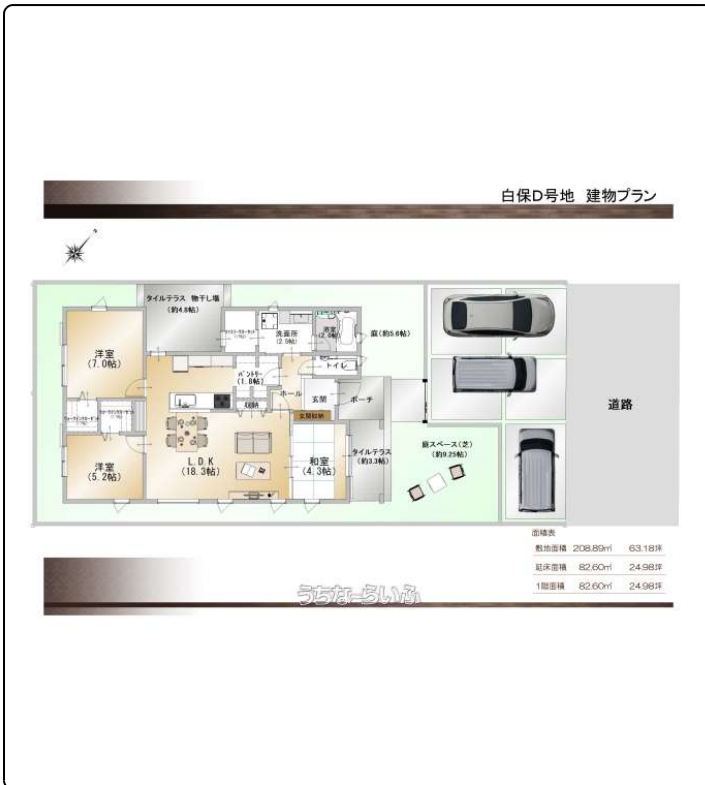 白保D号地 建物プラン
タイルテラス 物干し場
(約4.8帖)
洋室
(7.0帖)
洗面所
(2.0帖)
浴室
(2.0帖)
庭(約5.6帖)
トイレ
パントリー
(1.8帖)
ホール
玄関
ポーチ
収納
玄関収納
道路
洋室
(5.2帖)
L.D.K
(18.3帖)
和室
(4.3帖)
タイルテラス
(約3.3帖)
庭スペース(芝)
(約9.25帖)
面積表
敷地面積 208.89㎡ 63.18坪
延床面積 82.60㎡ 24.98坪
1階面積 82.60㎡ 24.98坪
うちなーらいふ